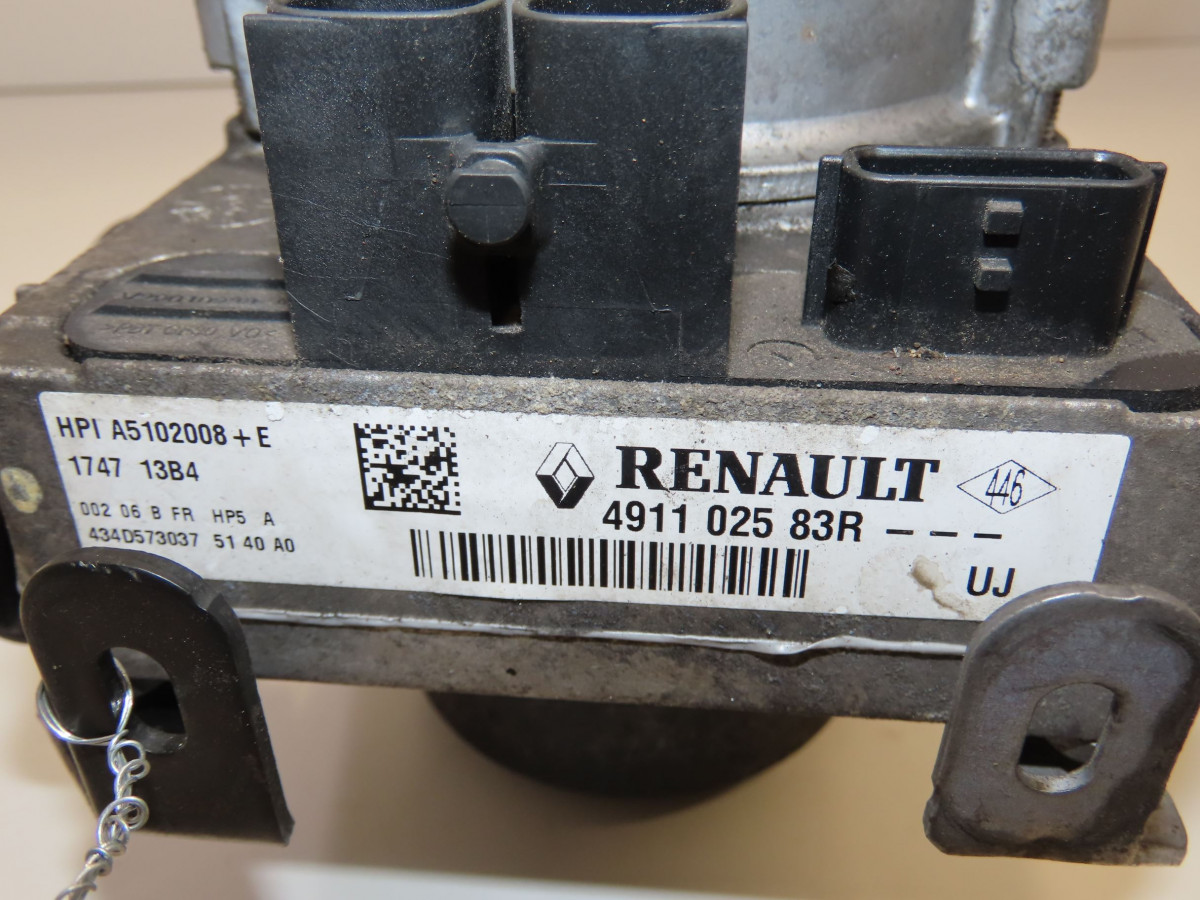 HPI A5102008+E
1747 13B4
002 06 B FR HP5 A
434D573037 51 40 A0
RENAULT 446
4911 025 83R ---
UJ